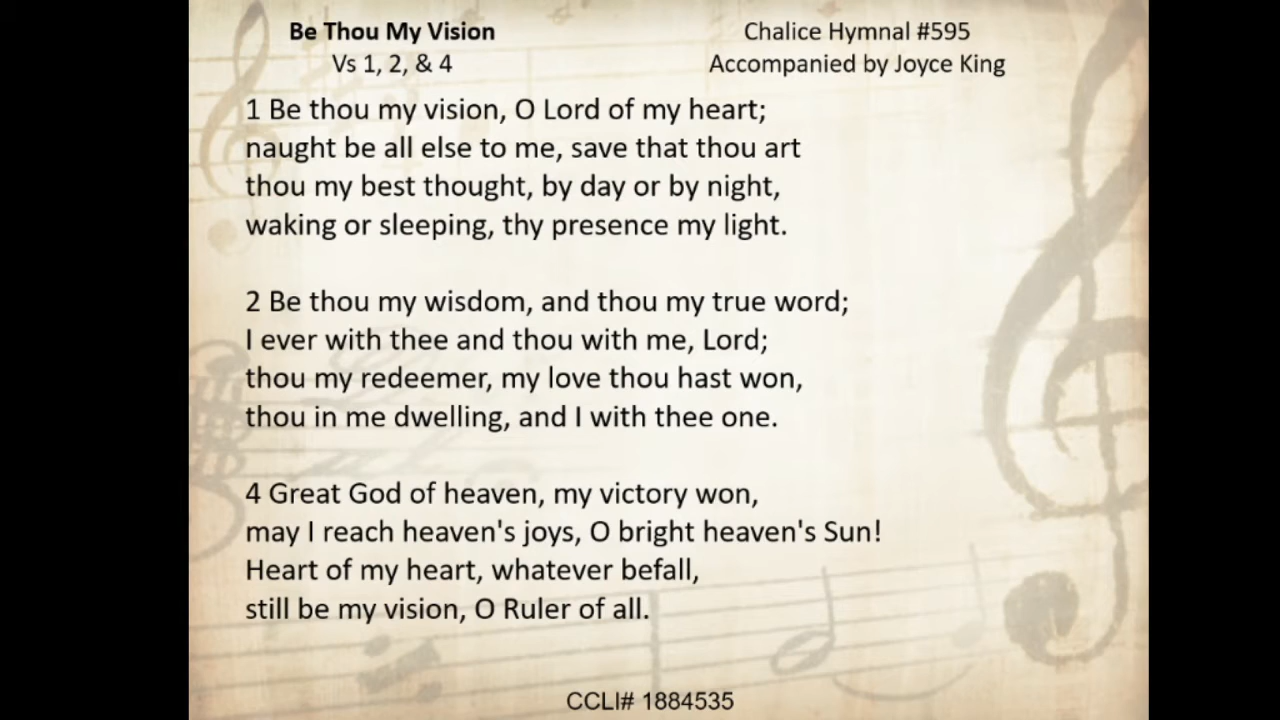 Be Thou My Vision
Vs 1, 2, & 4
Chalice Hymnal #595
Accompanied by Joyce King
1 Be thou my vision, O Lord of my heart;
naught be all else to me, save that thou art
thou my best thought, by day or by night,
waking or sleeping, thy presence my light.
2 Be thou my wisdom, and thou my true word;
I ever with thee and thou with me, Lord;
thou my redeemer, my love thou hast won,
thou in me dwelling, and I with thee one.
4 Great God of heaven, my victory won,
may I reach heaven's joys, O bright heaven's Sun!
Heart of my heart, whatever befall,
still be my vision, O Ruler of all.
CCLI# 1884535